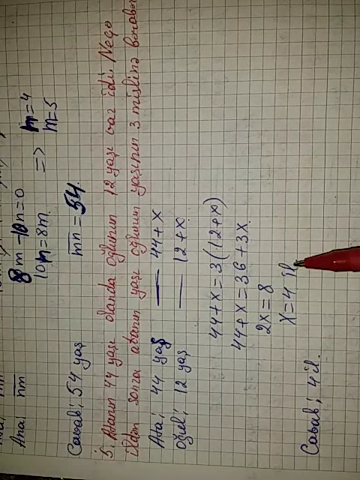 Ana: nm
8m-10n=0
10n=8m => m=4
n=5
mn=54.
Cavab; 54 yaş
5. Atanın 44 yaşı olanda oğlunun 12 yaşı var idi. Neçə
ildən sonra atanın yaşı oğlunun yaşının 3 mislinə bərabər
Ata; 44 yaş — 44+x
Oğul; 12 yaş — 12+x
44+x=3(12+x)
44+x=36+3x
2x=8
x=4 il
Cavab; 4 il.